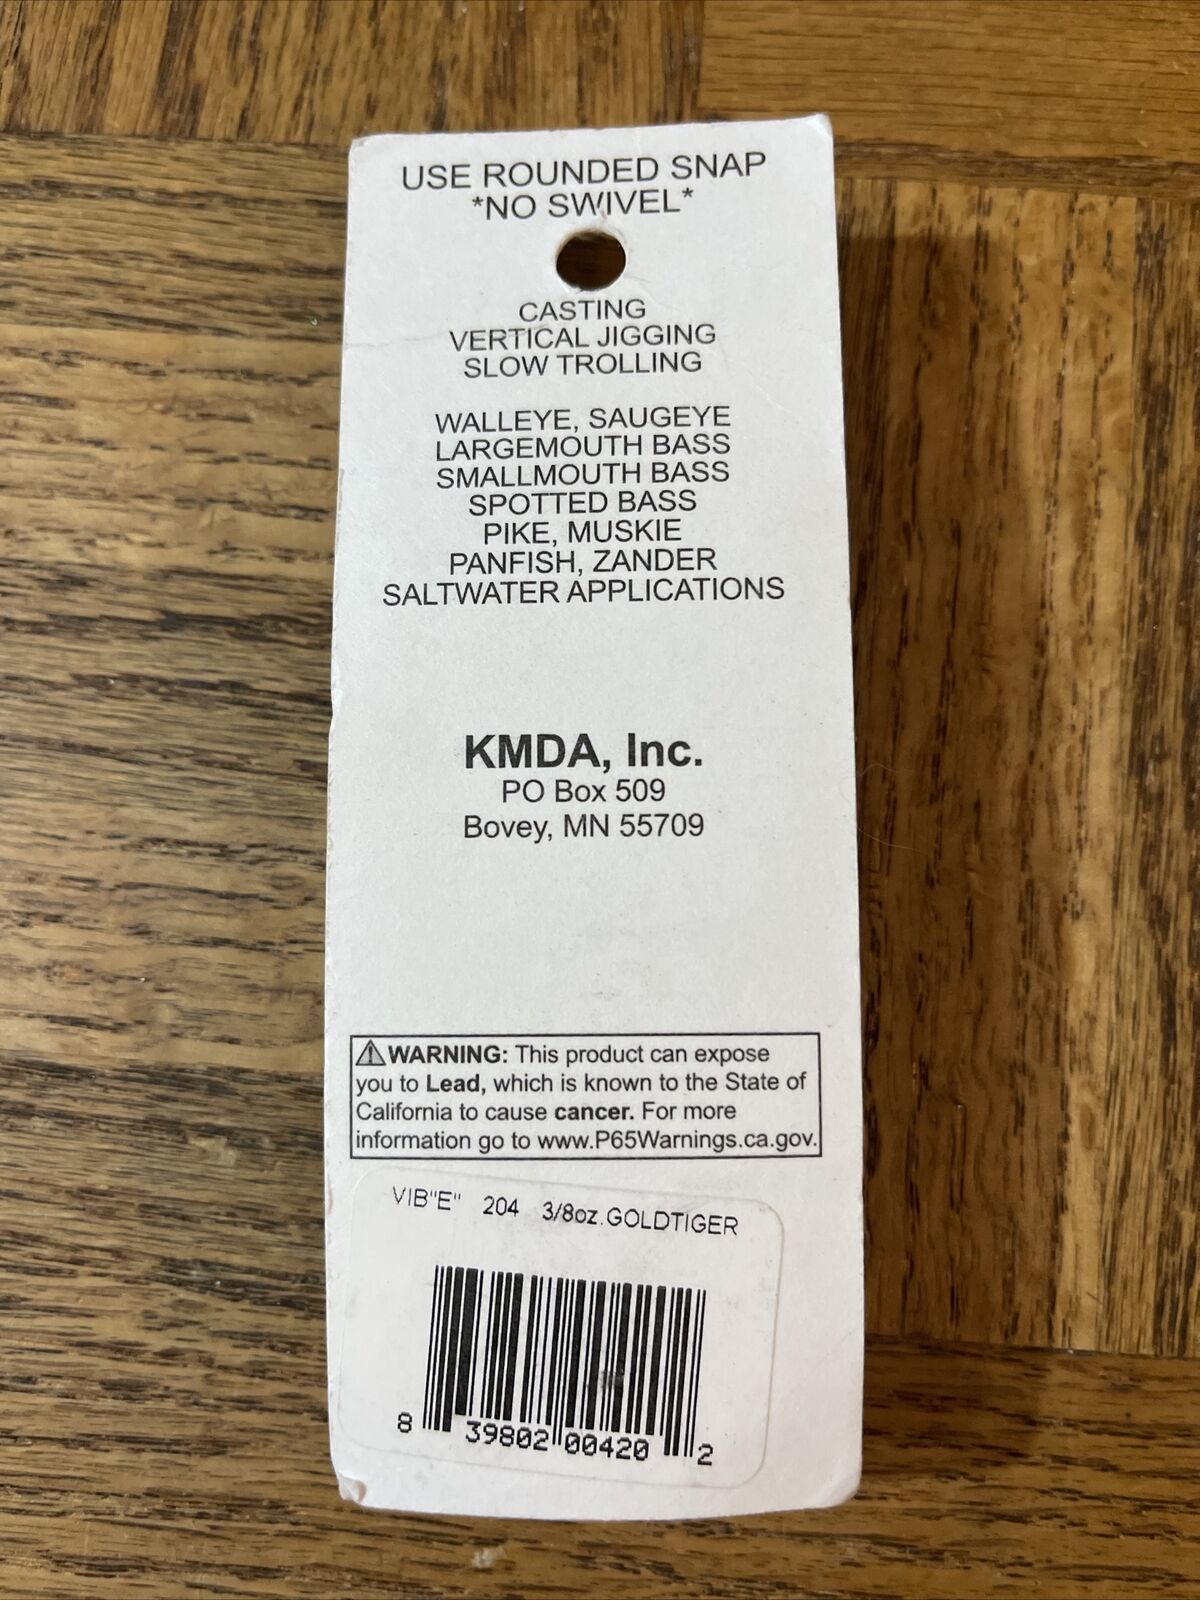 USE ROUNDED SNAP
*NO SWIVEL*
CASTING
VERTICAL JIGGING
SLOW TROLLING
WALLEYE, SAUGEYE
LARGEMOUTH BASS
SMALLMOUTH BASS
SPOTTED BASS
PIKE, MUSKIE
PANFISH, ZANDER
SALTWATER APPLICATIONS
KMDA, Inc.
PO Box 509
Bovey, MN 55709
⚠WARNING: This product can expose
you to Lead, which is known to the State of
California to cause cancer. For more
information go to www.P65Warnings.ca.gov.
VIB"E" 204 3/8oz.GOLDTIGER
8 39802 00420 2